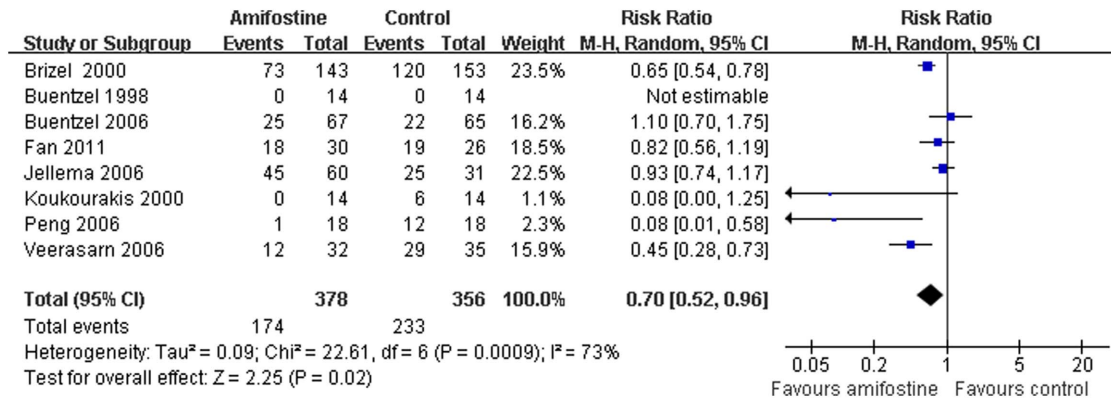 Amifostine Control Risk Ratio Risk Ratio
Study or Subgroup Events Total Events Total Weight M-H, Random, 95% CI M-H, Random, 95% CI
Brizel 2000 73 143 120 153 23.5% 0.65 [0.54, 0.78]
Buentzel 1998 0 14 0 14 Not estimable
Buentzel 2006 25 67 22 65 16.2% 1.10 [0.70, 1.75]
Fan 2011 18 30 19 26 18.5% 0.82 [0.56, 1.19]
Jellema 2006 45 60 25 31 22.5% 0.93 [0.74, 1.17]
Koukourakis 2000 0 14 6 14 1.1% 0.08 [0.00, 1.25]
Peng 2006 1 18 12 18 2.3% 0.08 [0.01, 0.58]
Veerasarn 2006 12 32 29 35 15.9% 0.45 [0.28, 0.73]
Total (95% CI) 378 356 100.0% 0.70 [0.52, 0.96]
Total events 174 233
Heterogeneity: Tau² = 0.09; Chi² = 22.61, df = 6 (P = 0.0009); I² = 73%
Test for overall effect: Z = 2.25 (P = 0.02)
0.05 0.2 1 5 20
Favours amifostine Favours control